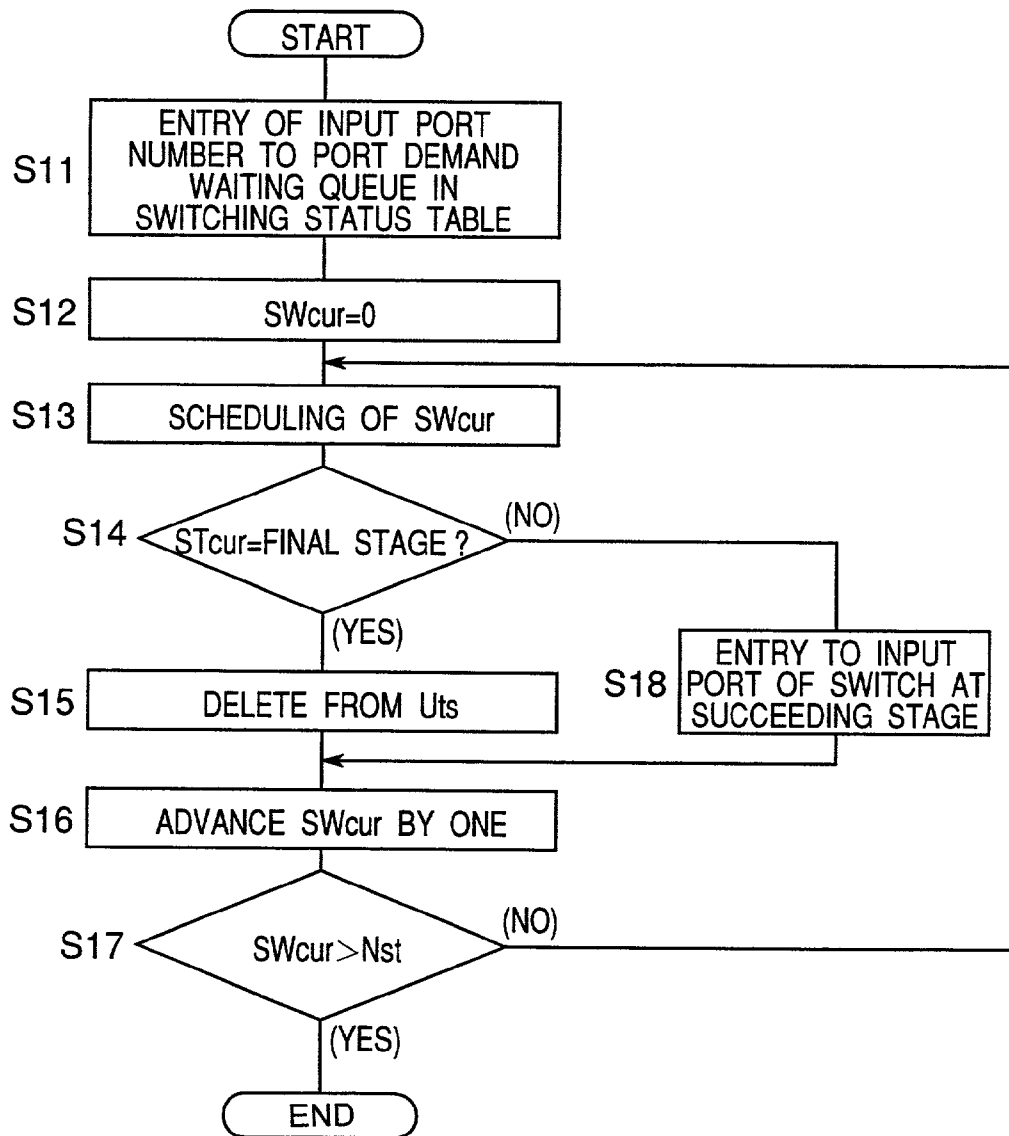 START
S11
ENTRY OF INPUT PORT
NUMBER TO PORT DEMAND
WAITING QUEUE IN
SWITCHING STATUS TABLE
S12
SWcur=0
S13
SCHEDULING OF SWcur
S14
STcur=FINAL STAGE ?
(NO)
(YES)
S15
DELETE FROM Uts
S18
ENTRY TO INPUT
PORT OF SWITCH AT
SUCCEEDING STAGE
S16
ADVANCE SWcur BY ONE
S17
SWcur>Nst
(NO)
(YES)
END